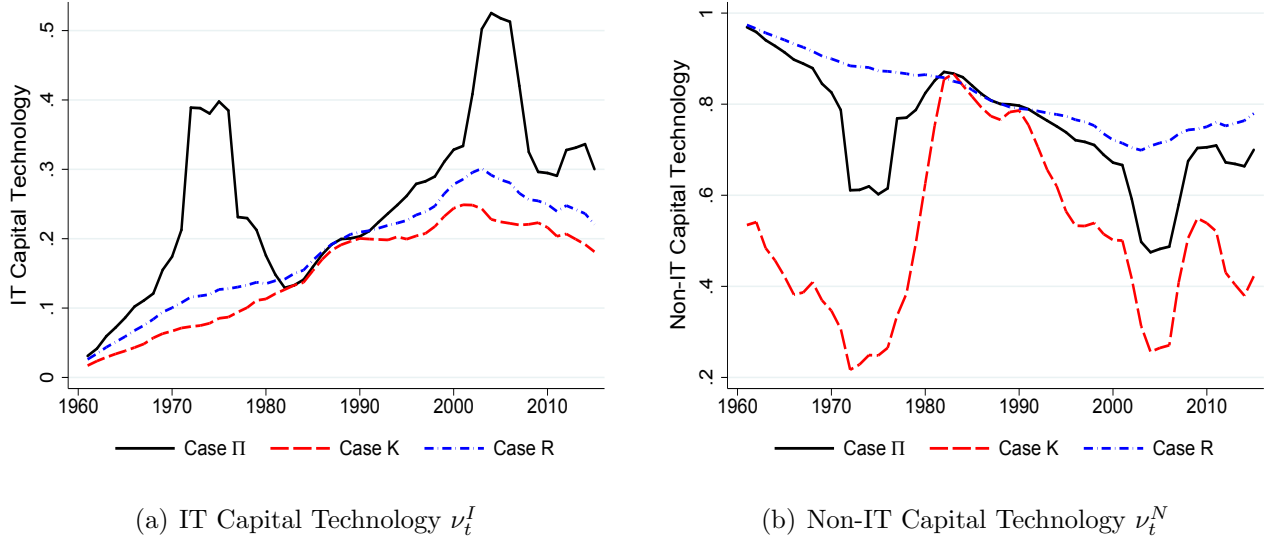 IT Capital Technology
.5
.4
.3
.2
.1
0
1960 1970 1980 1990 2000 2010
Case Π Case K Case R
(a) IT Capital Technology ν_t^I
Non-IT Capital Technology
1
.8
.6
.4
.2
1960 1970 1980 1990 2000 2010
Case Π Case K Case R
(b) Non-IT Capital Technology ν_t^N